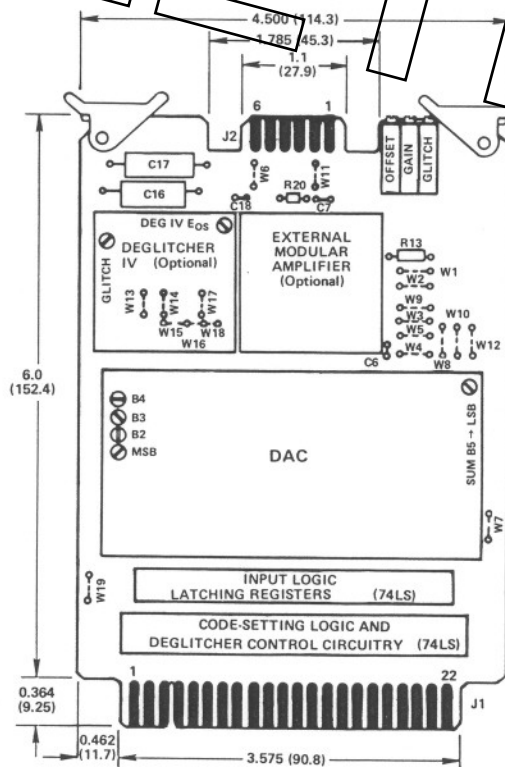 4.500 (114.3)
1.785 (45.3)
1.1
(27.9)
6
1
J2
C17
C16
W6
W11
R20
C18
C7
OFFSET
GAIN
GLITCH
DEG IV EOS
DEGLITCHER
IV (Optional)
GLITCH
W13
W14
W17
W15
W18
W16
EXTERNAL
MODULAR
AMPLIFIER
(Optional)
R13
W1
W2
W9
W3
W10
W5
W4
W12
W8
C6
6.0
(152.4)
B4
B3
B2
MSB
DAC
SUM B5 → LSB
W7
W19
INPUT LOGIC
LATCHING REGISTERS (74LS)
CODE-SETTING LOGIC AND
DEGLITCHER CONTROL CIRCUITRY (74LS)
1
22
J1
0.364
(9.25)
0.462
(11.7)
3.575 (90.8)